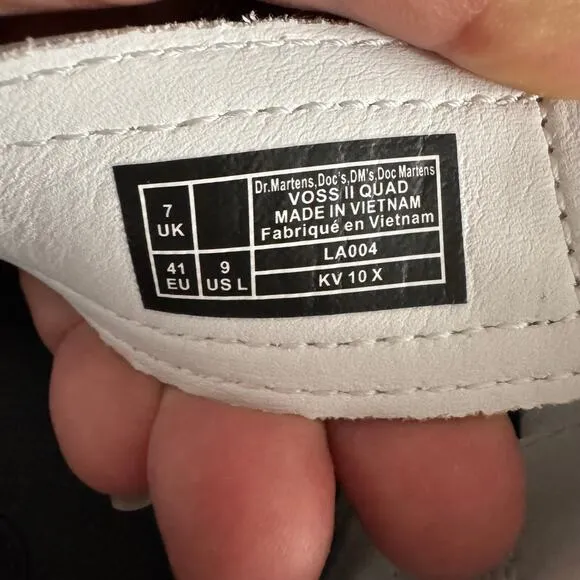 7
UK
41
EU
9
US L
Dr.Martens,Doc's,DM's,Doc Martens
VOSS II QUAD
MADE IN VIETNAM
Fabriqué en Vietnam
LA004
KV 10 X